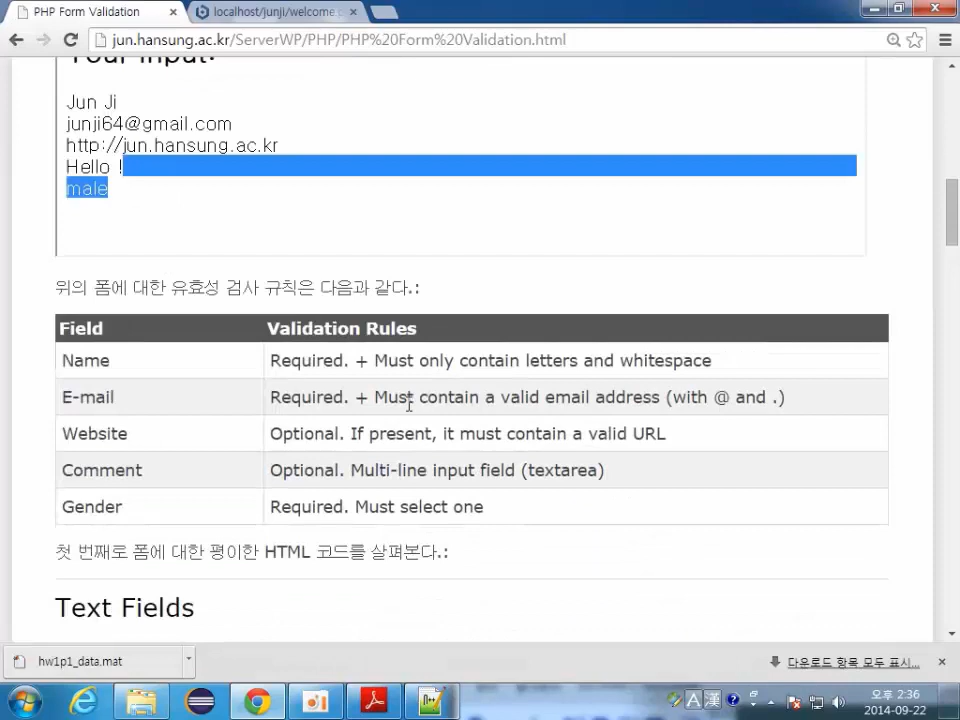 PHP Form Validation
localhost/junji/welcome.p
jun.hansung.ac.kr/ServerWP/PHP/PHP%20Form%20Validation.html
Your Input:
Jun Ji
junji64@gmail.com
http://jun.hansung.ac.kr
Hello !
male
위의 폼에 대한 유효성 검사 규칙은 다음과 같다.:
Field Validation Rules
Name Required. + Must only contain letters and whitespace
E-mail Required. + Must contain a valid email address (with @ and .)
Website Optional. If present, it must contain a valid URL
Comment Optional. Multi-line input field (textarea)
Gender Required. Must select one
첫 번째로 폼에 대한 평이한 HTML 코드를 살펴본다.:
Text Fields
hw1p1_data.mat
다운로드 항목 모두 표시...
A 漢
오후 2:36
2014-09-22